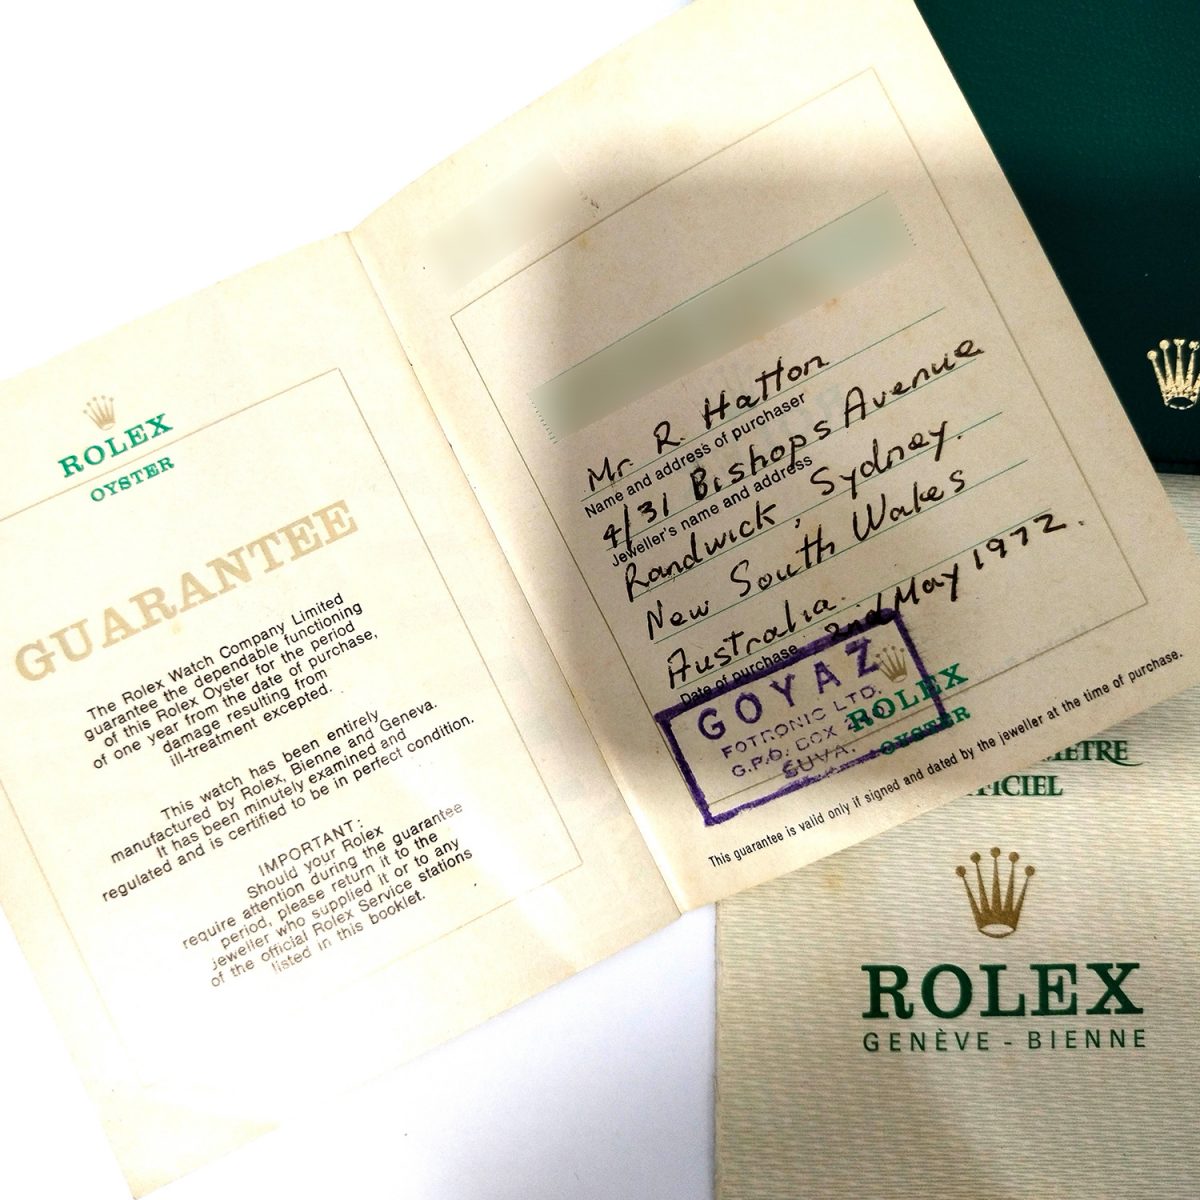 ROLEX
OYSTER
GUARANTEE
The Rolex Watch Company Limited
guarantee the dependable functioning
of this Rolex Oyster for the period
of one year from the date of purchase,
damage resulting from
ill-treatment excepted.
This watch has been entirely
manufactured by Rolex, Bienne and Geneva.
It has been minutely examined and
regulated and is certified to be in perfect condition.
IMPORTANT:
Should your Rolex
require attention during the guarantee
period, please return it to the
jeweller who supplied it or to any
of the official Rolex Service stations
listed in this booklet.
Mr. R. Hatton
Name and address of purchaser
4/31 Bishops Avenue
Jeweller's name and address
Randwick, Sydney.
New South Wales
Australia.
2nd May 1972.
Date of purchase
GOYAZ
FOTRONIC LTD.
G.P.O. BOX
SUVA.
ROLEX
OYSTER
This guarantee is valid only if signed and dated by the jeweller at the time of purchase.
ROLEX
GENÈVE - BIENNE